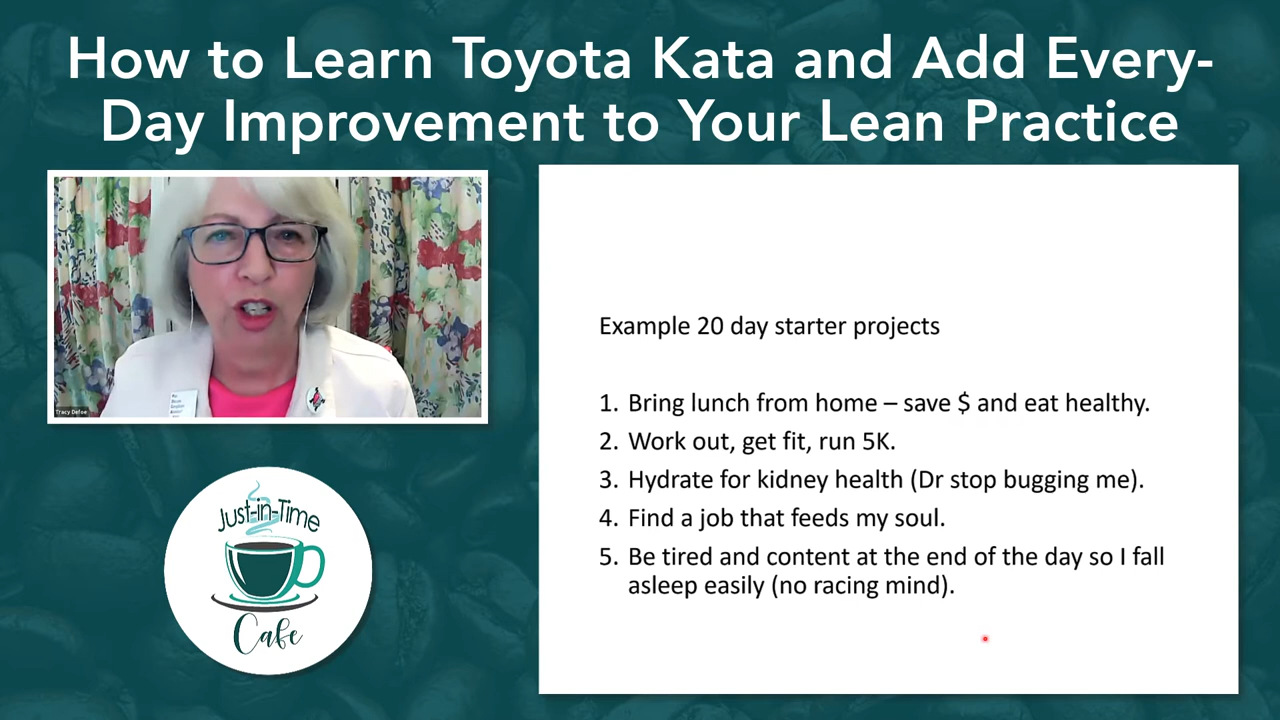 How to Learn Toyota Kata and Add Every-
Day Improvement to Your Lean Practice
Tracy Defoe
Just-in-Time
Cafe
Example 20 day starter projects
1. Bring lunch from home – save $ and eat healthy.
2. Work out, get fit, run 5K.
3. Hydrate for kidney health (Dr stop bugging me).
4. Find a job that feeds my soul.
5. Be tired and content at the end of the day so I fall
asleep easily (no racing mind).